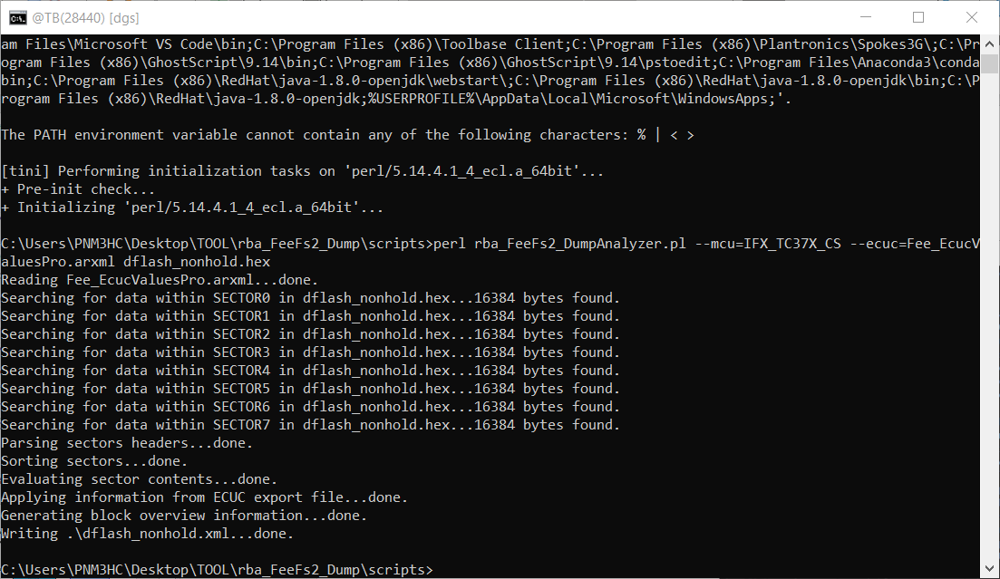 @TB(28440) [dgs]
am Files\Microsoft VS Code\bin;C:\Program Files (x86)\Toolbase Client;C:\Program Files (x86)\Plantronics\Spokes3G\;C:\Pr
ogram Files (x86)\GhostScript\9.14\bin;C:\Program Files (x86)\GhostScript\9.14\pstoedit;C:\Program Files\Anaconda3\conda
bin;C:\Program Files (x86)\RedHat\java-1.8.0-openjdk\webstart\;C:\Program Files (x86)\RedHat\java-1.8.0-openjdk\bin;C:\P
rogram Files (x86)\RedHat\java-1.8.0-openjdk;%USERPROFILE%\AppData\Local\Microsoft\WindowsApps;'.
The PATH environment variable cannot contain any of the following characters: % | < >
[tini] Performing initialization tasks on 'perl/5.14.4.1_4_ecl.a_64bit'...
+ Pre-init check...
+ Initializing 'perl/5.14.4.1_4_ecl.a_64bit'...
C:\Users\PNM3HC\Desktop\TOOL\rba_FeeFs2_Dump\scripts>perl rba_FeeFs2_DumpAnalyzer.pl --mcu=IFX_TC37X_CS --ecuc=Fee_EcucV
aluesPro.arxml dflash_nonhold.hex
Reading Fee_EcucValuesPro.arxml...done.
Searching for data within SECTOR0 in dflash_nonhold.hex...16384 bytes found.
Searching for data within SECTOR1 in dflash_nonhold.hex...16384 bytes found.
Searching for data within SECTOR2 in dflash_nonhold.hex...16384 bytes found.
Searching for data within SECTOR3 in dflash_nonhold.hex...16384 bytes found.
Searching for data within SECTOR4 in dflash_nonhold.hex...16384 bytes found.
Searching for data within SECTOR5 in dflash_nonhold.hex...16384 bytes found.
Searching for data within SECTOR6 in dflash_nonhold.hex...16384 bytes found.
Searching for data within SECTOR7 in dflash_nonhold.hex...16384 bytes found.
Parsing sectors headers...done.
Sorting sectors...done.
Evaluating sector contents...done.
Applying information from ECUC export file...done.
Generating block overview information...done.
Writing .\dflash_nonhold.xml...done.
C:\Users\PNM3HC\Desktop\TOOL\rba_FeeFs2_Dump\scripts>